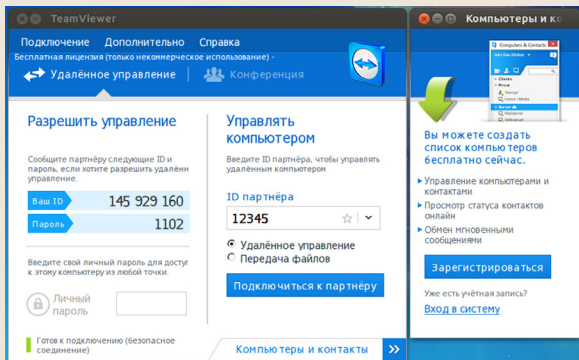 TeamViewer
Подключение Дополнительно Справка
Бесплатная лицензия (только некоммерческое использование) -
Удалённое управление
Конференция
Разрешить управление
Сообщите партнёру следующие ID и
пароль, если хотите разрешить удалённ
управление.
Ваш ID 145 929 160
Пароль 1102
Введите свой личный пароль для доступ
к этому компьютеру из любой точки.
Личный
пароль
Готов к подключению (безопасное
соединение)
Управлять
компьютером
Введите ID партнёра, чтобы управлять
удалённым компьютером
ID партнёра
12345
Удалённое управление
Передача файлов
Подключиться к партнёру
Компьютеры и контакты
Компьютеры и ко
Computers & Contacts
Вы можете создать
список компьютеров
бесплатно сейчас.
Управление компьютерами и
контактами
Просмотр статуса контактов
онлайн
Обмен мгновенными
сообщениями
Зарегистрироваться
Уже есть учётная запись?
Вход в систему